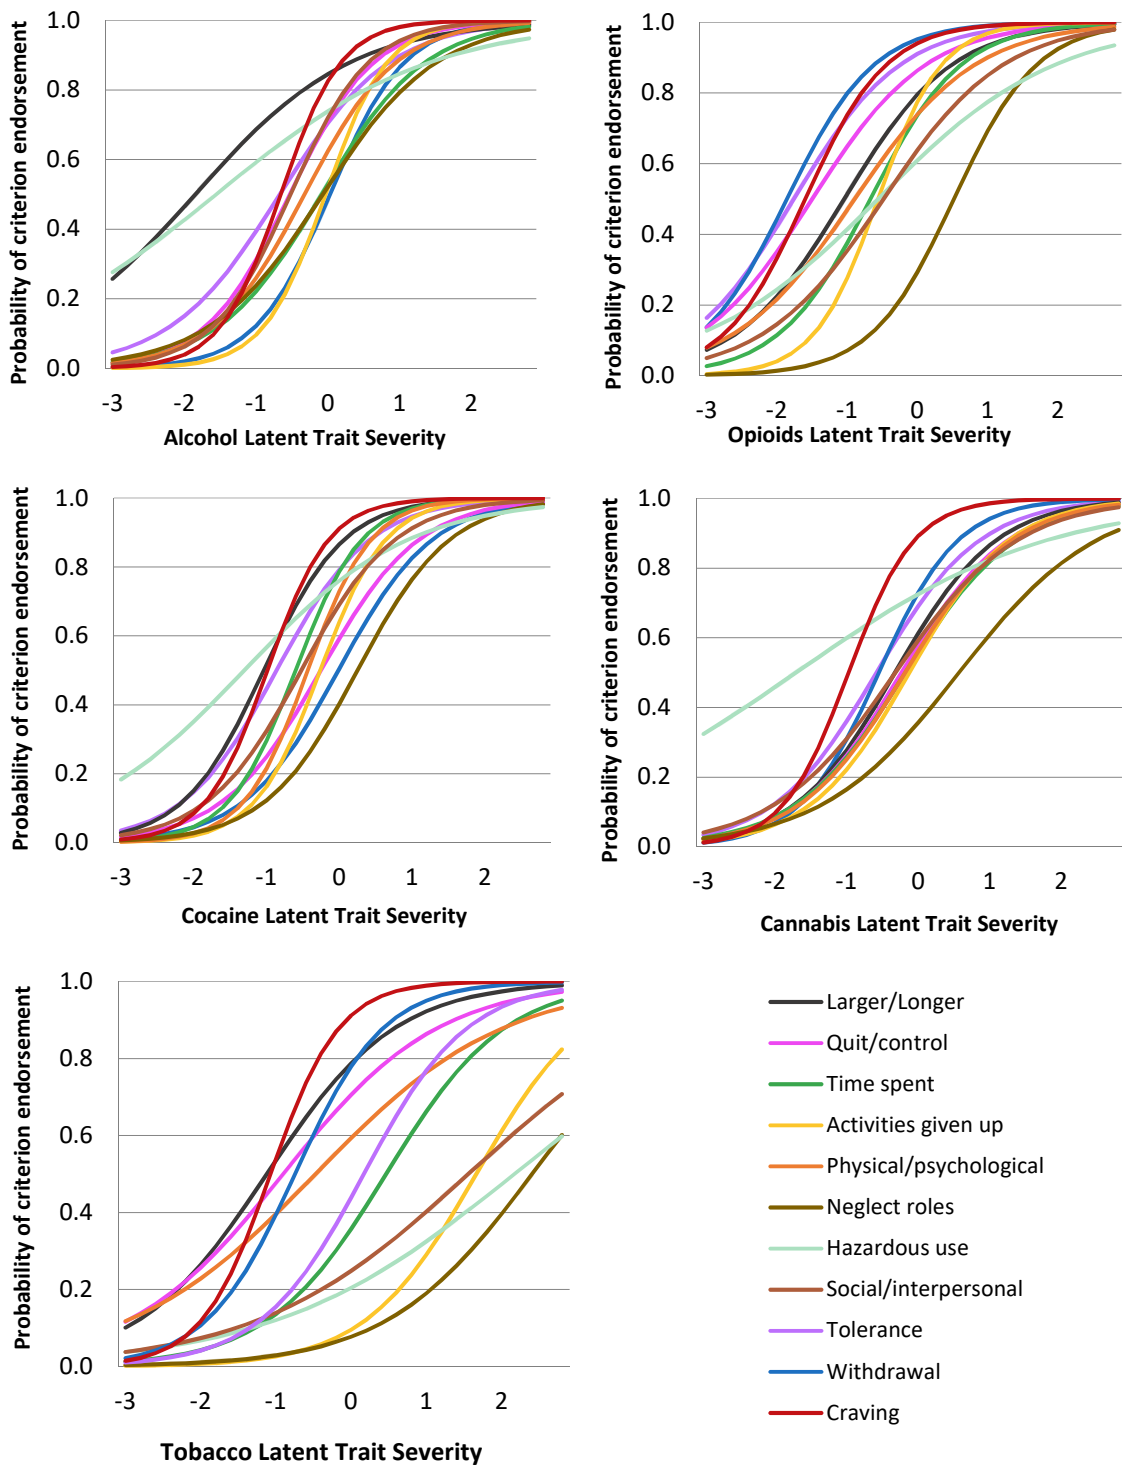 Probability of criterion endorsement
1.0
0.8
0.6
0.4
0.2
0.0
-3 -2 -1 0 1 2
Alcohol Latent Trait Severity
Probability of criterion endorsement
1.0
0.8
0.6
0.4
0.2
0.0
-3 -2 -1 0 1 2
Opioids Latent Trait Severity
Probability of criterion endorsement
1.0
0.8
0.6
0.4
0.2
0.0
-3 -2 -1 0 1 2
Cocaine Latent Trait Severity
Probability of criterion endorsement
1.0
0.8
0.6
0.4
0.2
0.0
-3 -2 -1 0 1 2
Cannabis Latent Trait Severity
Probability of criterion endorsement
1.0
0.8
0.6
0.4
0.2
0.0
-3 -2 -1 0 1 2
Tobacco Latent Trait Severity
Larger/Longer
Quit/control
Time spent
Activities given up
Physical/psychological
Neglect roles
Hazardous use
Social/interpersonal
Tolerance
Withdrawal
Craving